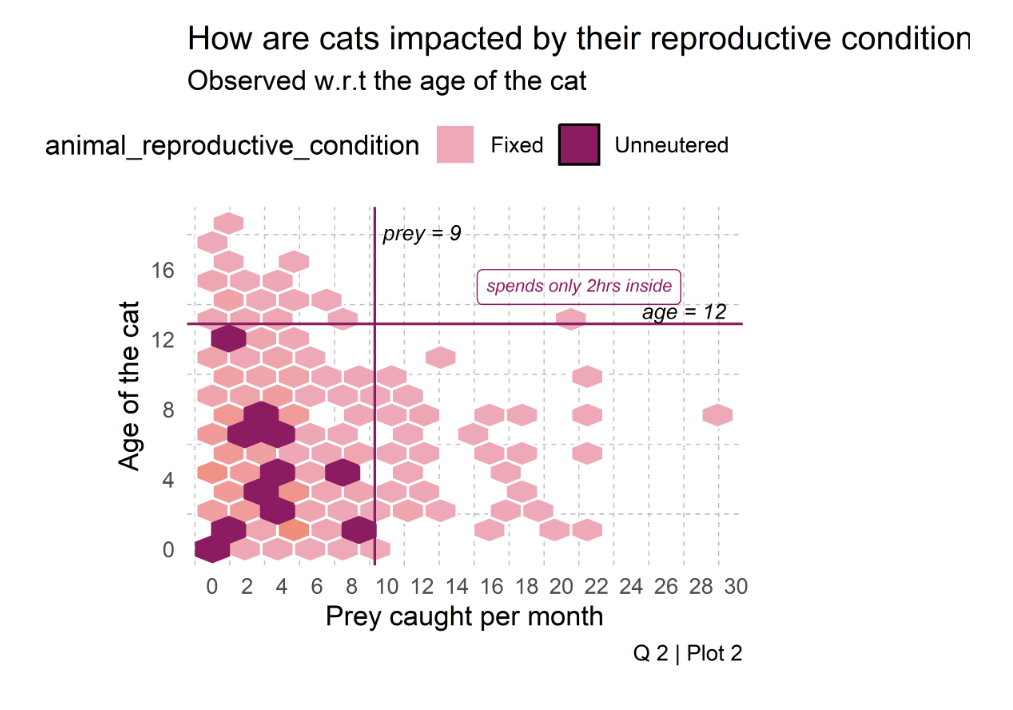 How are cats impacted by their reproductive condition
Observed w.r.t the age of the cat
animal_reproductive_condition Fixed Unneutered
prey = 9
spends only 2hrs inside
age = 12
Age of the cat
16
12
8
4
0
0 2 4 6 8 10 12 14 16 18 20 22 24 26 28 30
Prey caught per month
Q 2 | Plot 2